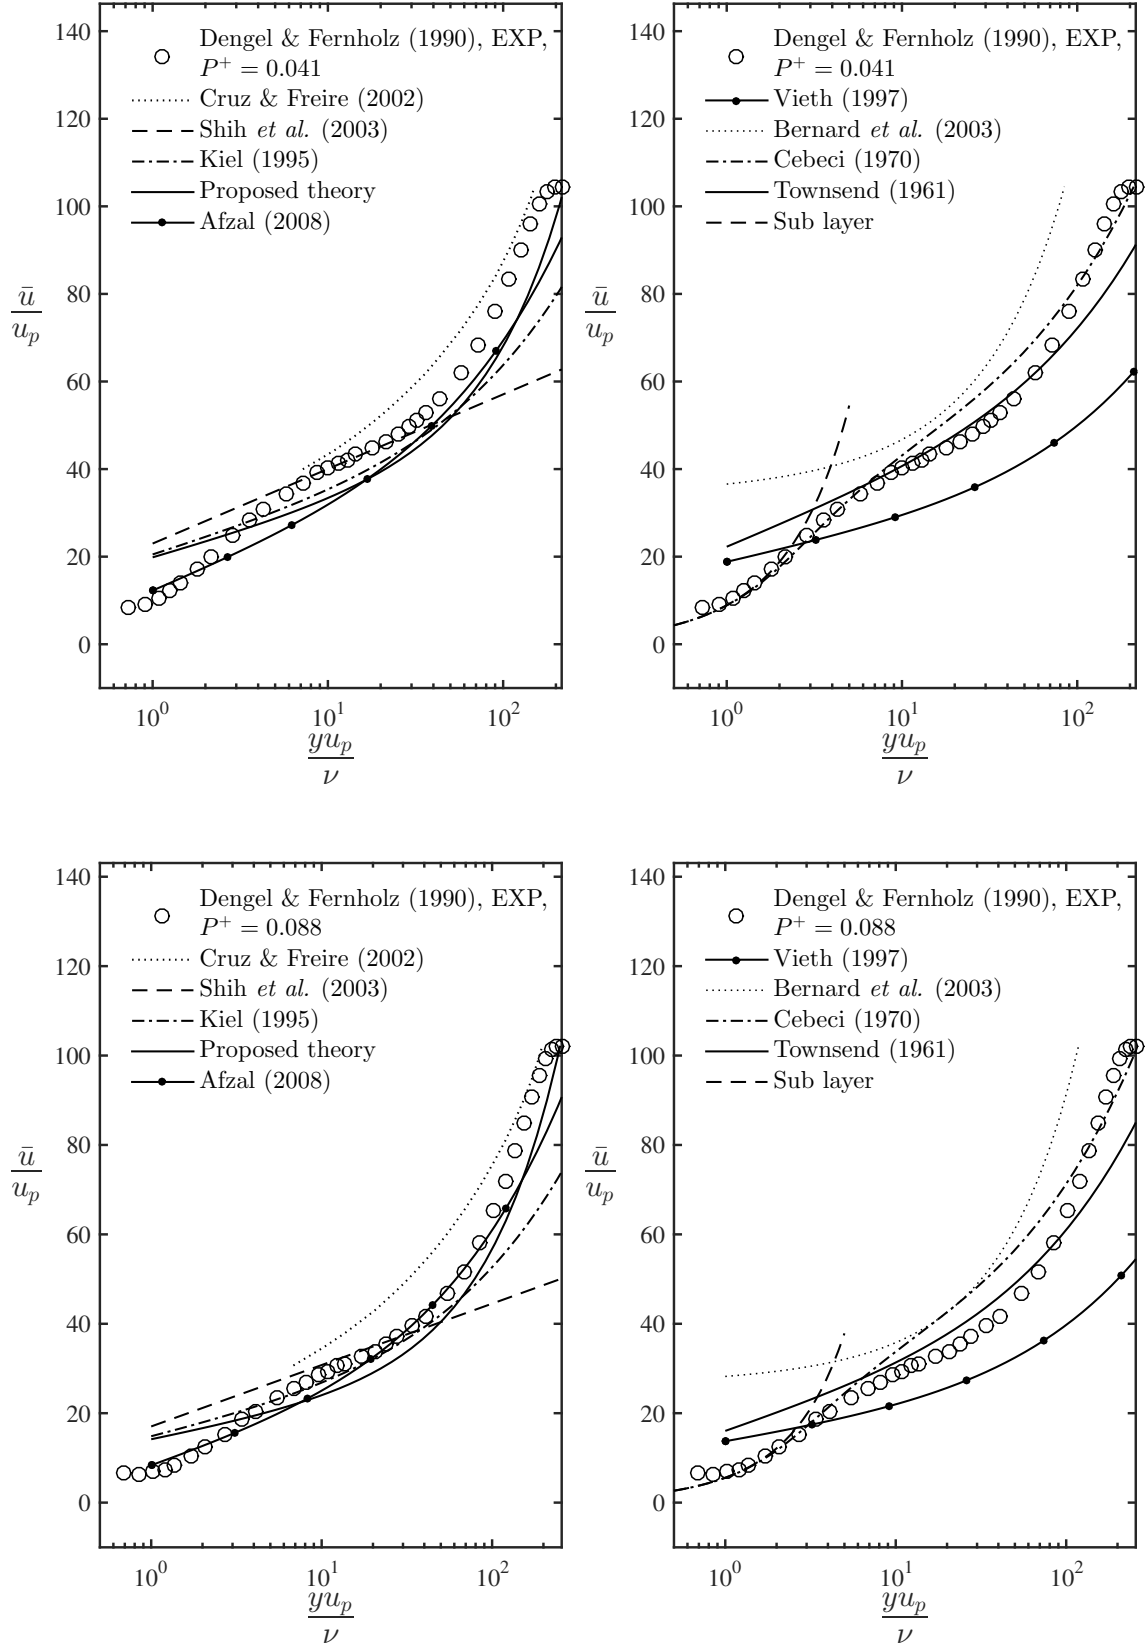 140
120
100
80
60
40
20
0
ū
u_p
Dengel & Fernholz (1990), EXP,
P⁺ = 0.041
Cruz & Freire (2002)
Shih et al. (2003)
Kiel (1995)
Proposed theory
Afzal (2008)
10⁰ 10¹ 10²
yu_p
ν
140
120
100
80
60
40
20
0
ū
u_p
Dengel & Fernholz (1990), EXP,
P⁺ = 0.041
Vieth (1997)
Bernard et al. (2003)
Cebeci (1970)
Townsend (1961)
Sub layer
10⁰ 10¹ 10²
yu_p
ν
140
120
100
80
60
40
20
0
ū
u_p
Dengel & Fernholz (1990), EXP,
P⁺ = 0.088
Cruz & Freire (2002)
Shih et al. (2003)
Kiel (1995)
Proposed theory
Afzal (2008)
10⁰ 10¹ 10²
yu_p
ν
140
120
100
80
60
40
20
0
ū
u_p
Dengel & Fernholz (1990), EXP,
P⁺ = 0.088
Vieth (1997)
Bernard et al. (2003)
Cebeci (1970)
Townsend (1961)
Sub layer
10⁰ 10¹ 10²
yu_p
ν